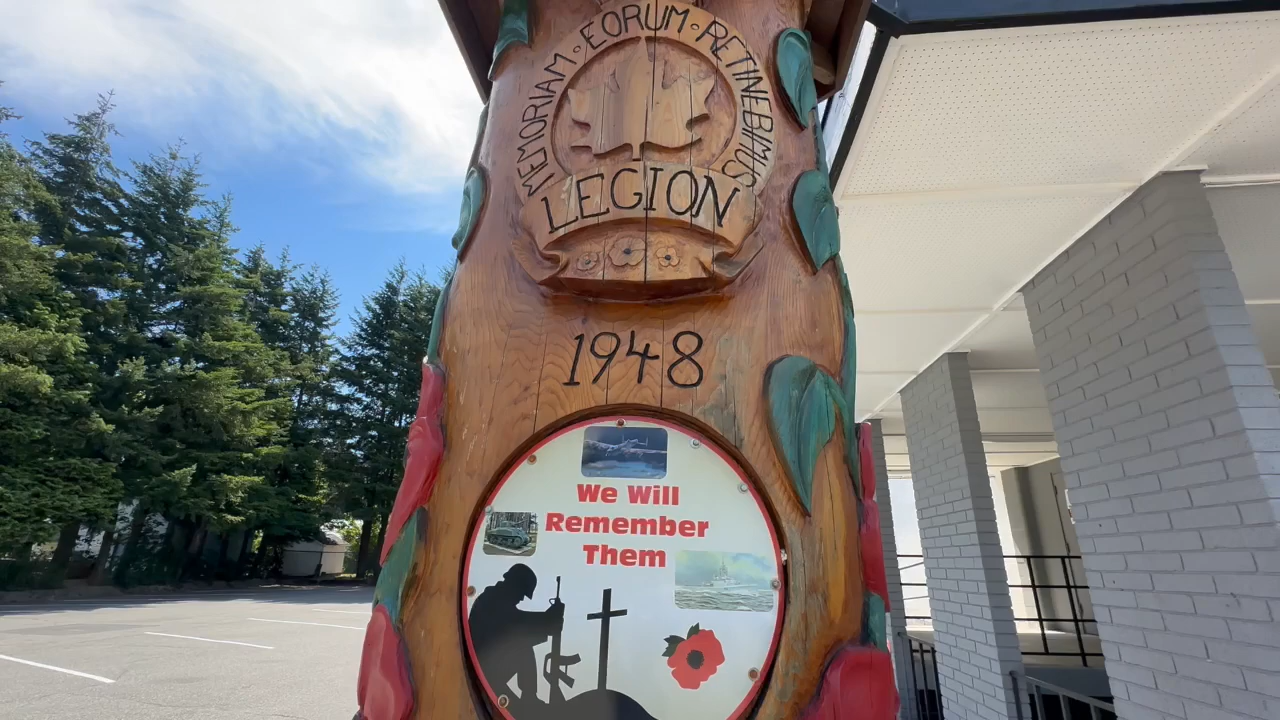 MEMORIAM • EORUM • RETINEBIMUS
LEGION
1948
We Will
Remember
Them